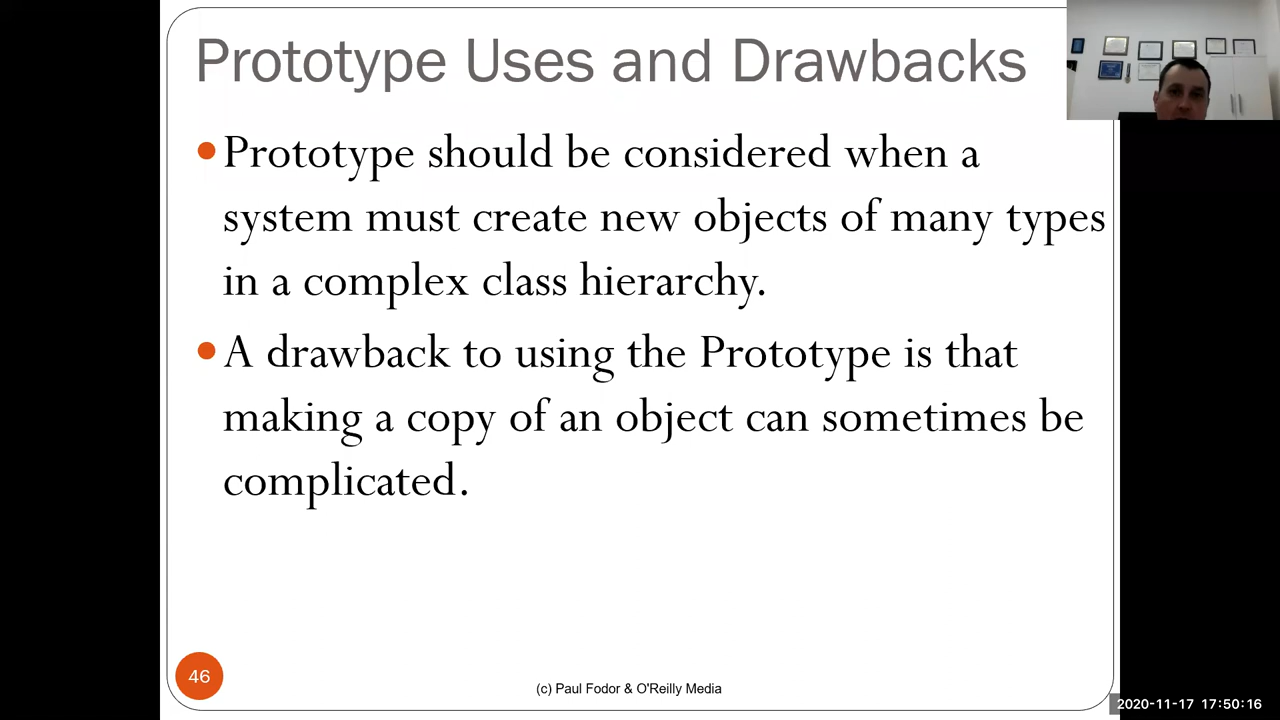 Prototype Uses and Drawbacks
Prototype should be considered when a
system must create new objects of many types
in a complex class hierarchy.
A drawback to using the Prototype is that
making a copy of an object can sometimes be
complicated.
46
(c) Paul Fodor & O'Reilly Media
2020-11-17 17:50:16